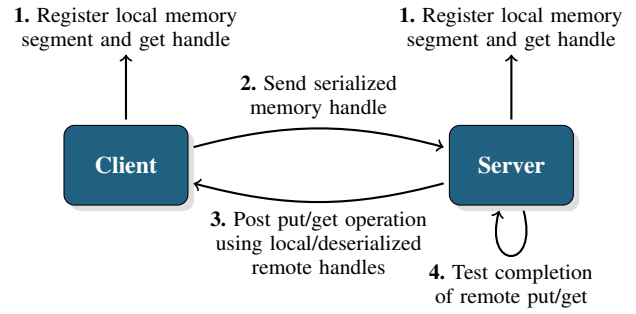 1. Register local memory
segment and get handle
1. Register local memory
segment and get handle
2. Send serialized
memory handle
Client
Server
3. Post put/get operation
using local/deserialized
remote handles
4. Test completion
of remote put/get